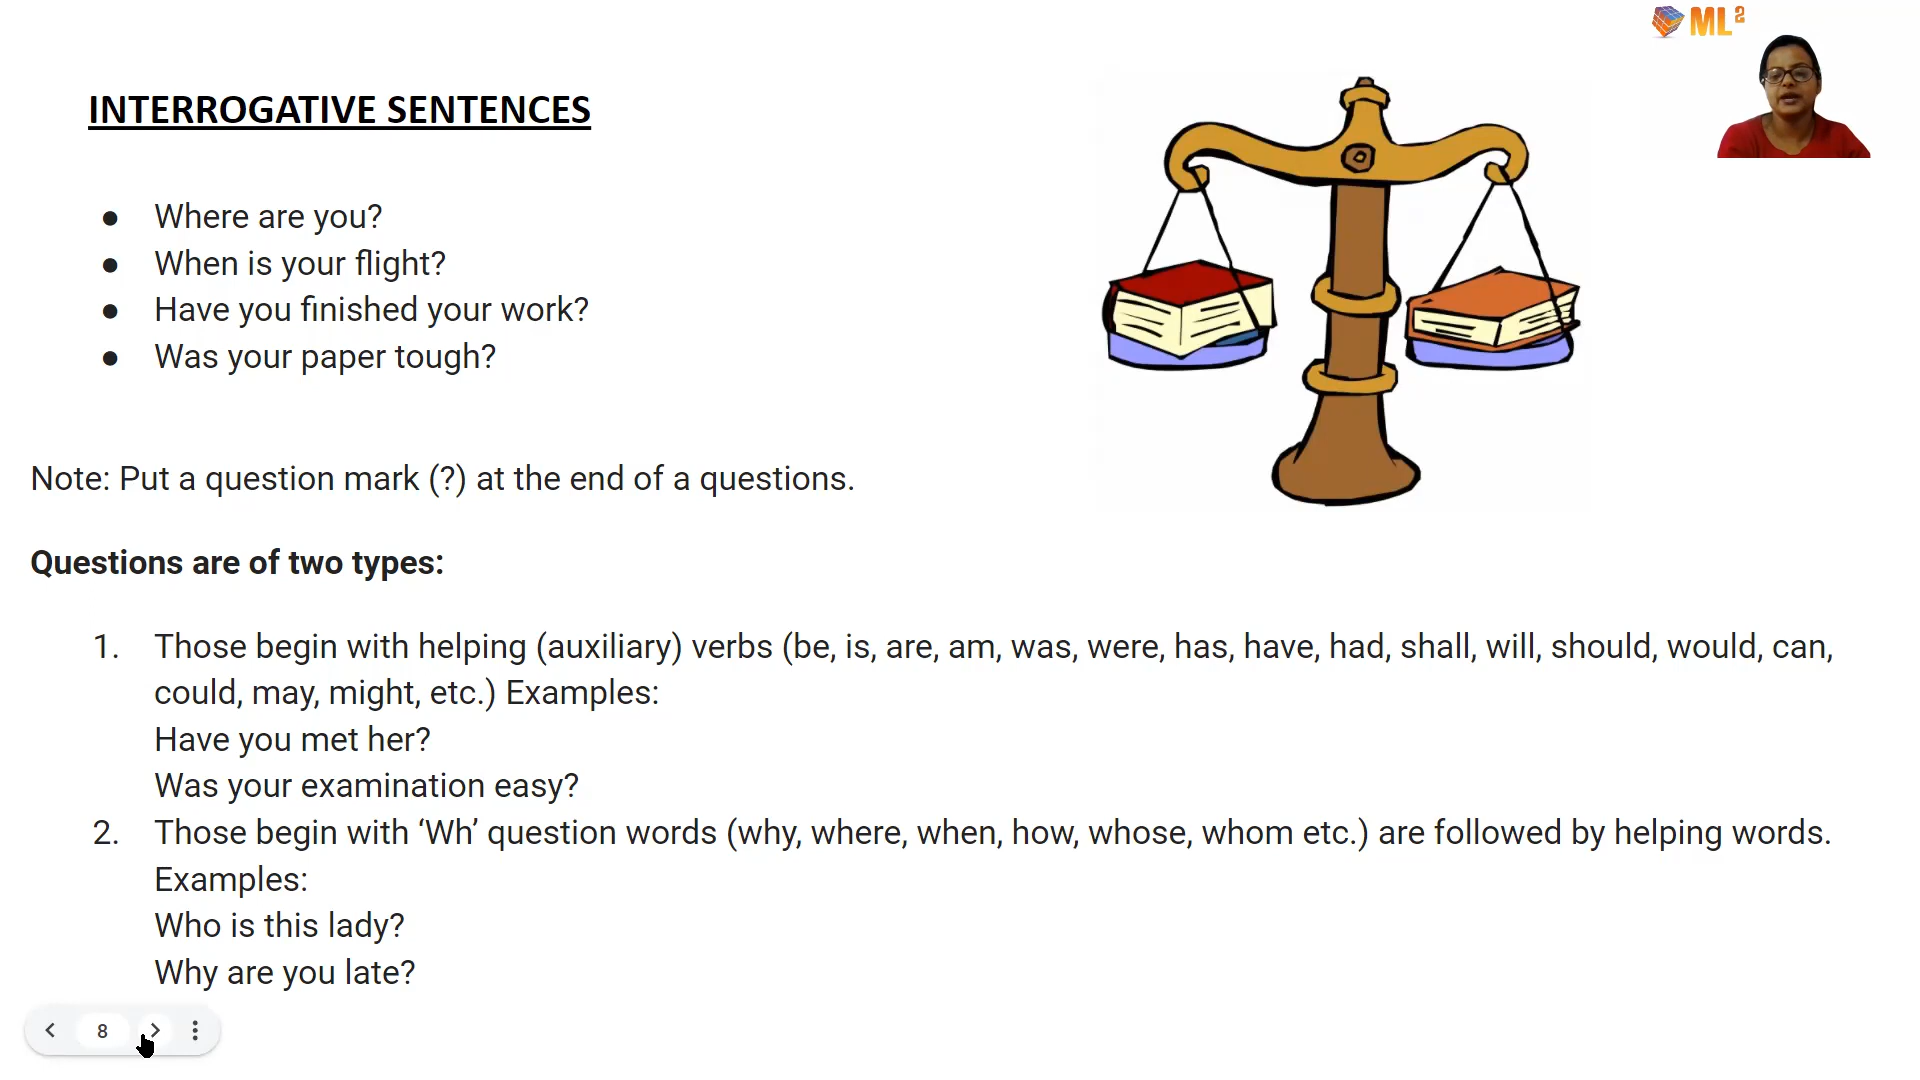 ML²
INTERROGATIVE SENTENCES
● Where are you?
● When is your flight?
● Have you finished your work?
● Was your paper tough?
Note: Put a question mark (?) at the end of a questions.
Questions are of two types:
1. Those begin with helping (auxiliary) verbs (be, is, are, am, was, were, has, have, had, shall, will, should, would, can,
could, may, might, etc.) Examples:
Have you met her?
Was your examination easy?
2. Those begin with ‘Wh’ question words (why, where, when, how, whose, whom etc.) are followed by helping words.
Examples:
Who is this lady?
Why are you late?
8